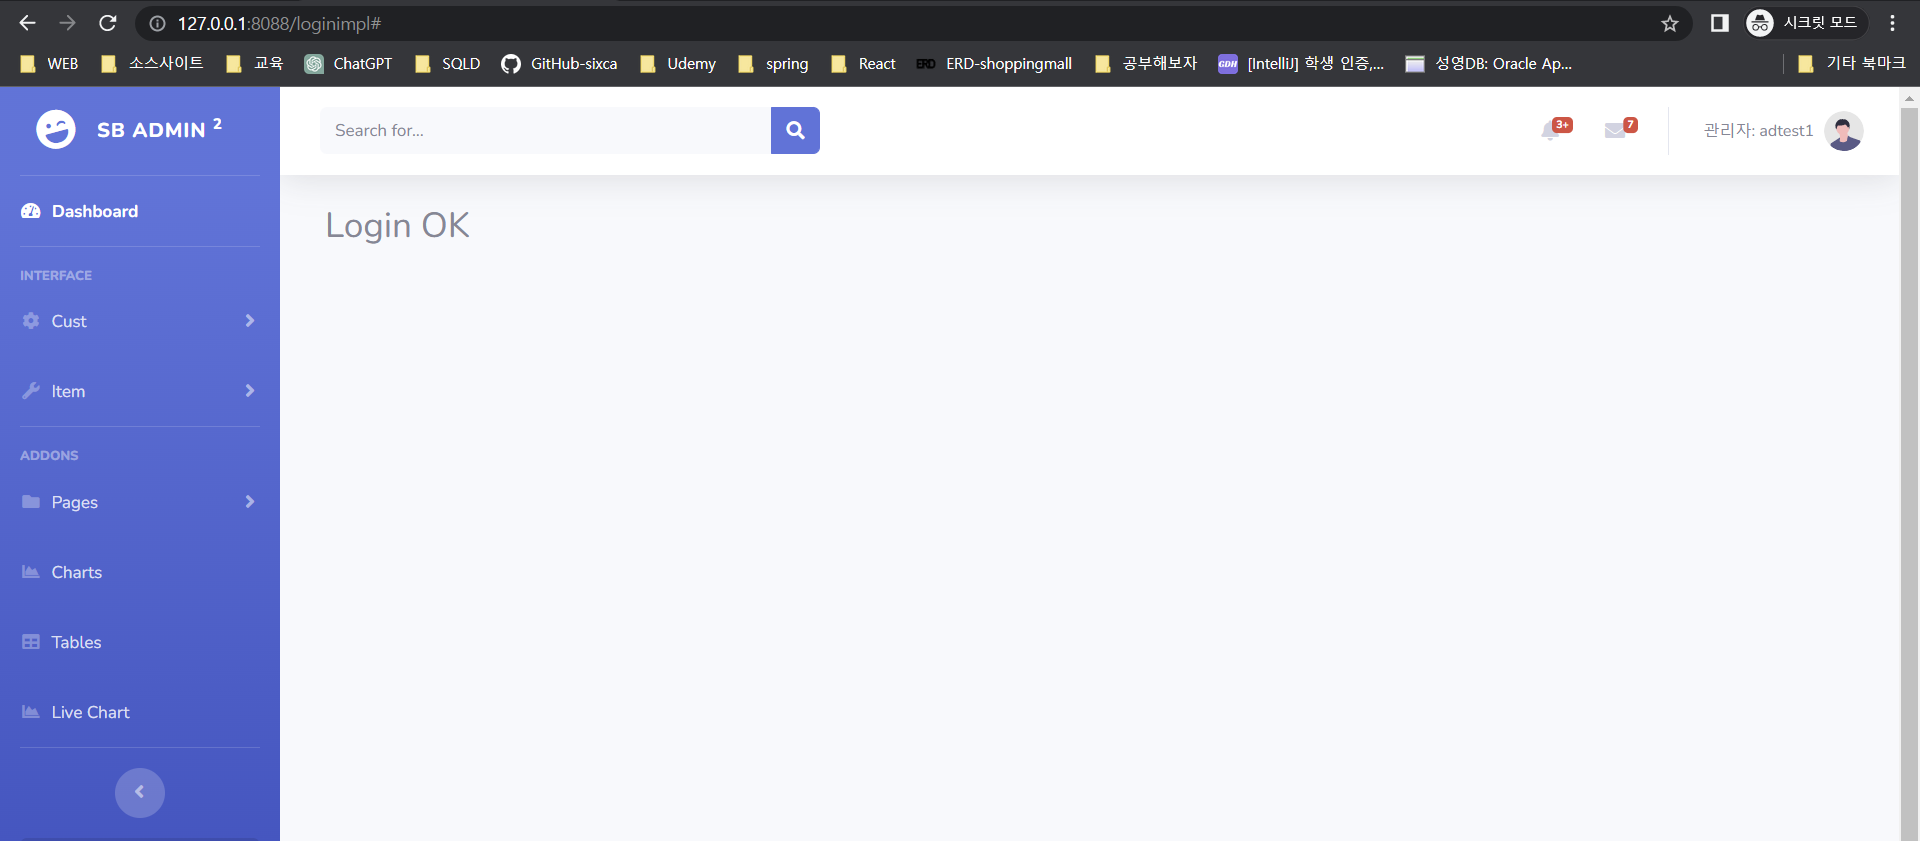 127.0.0.1:8088/loginimpl#
시크릿 모드
WEB 소스사이트 교육 ChatGPT SQLD GitHub-sixca Udemy spring React ERD ERD-shoppingmall 공부해보자 GDH [IntelliJ] 학생 인증,... 성영DB: Oracle Ap... 기타 북마크
SB ADMIN 2
Search for...
3+
7
관리자: adtest1
Dashboard
Login OK
INTERFACE
Cust
Item
ADDONS
Pages
Charts
Tables
Live Chart